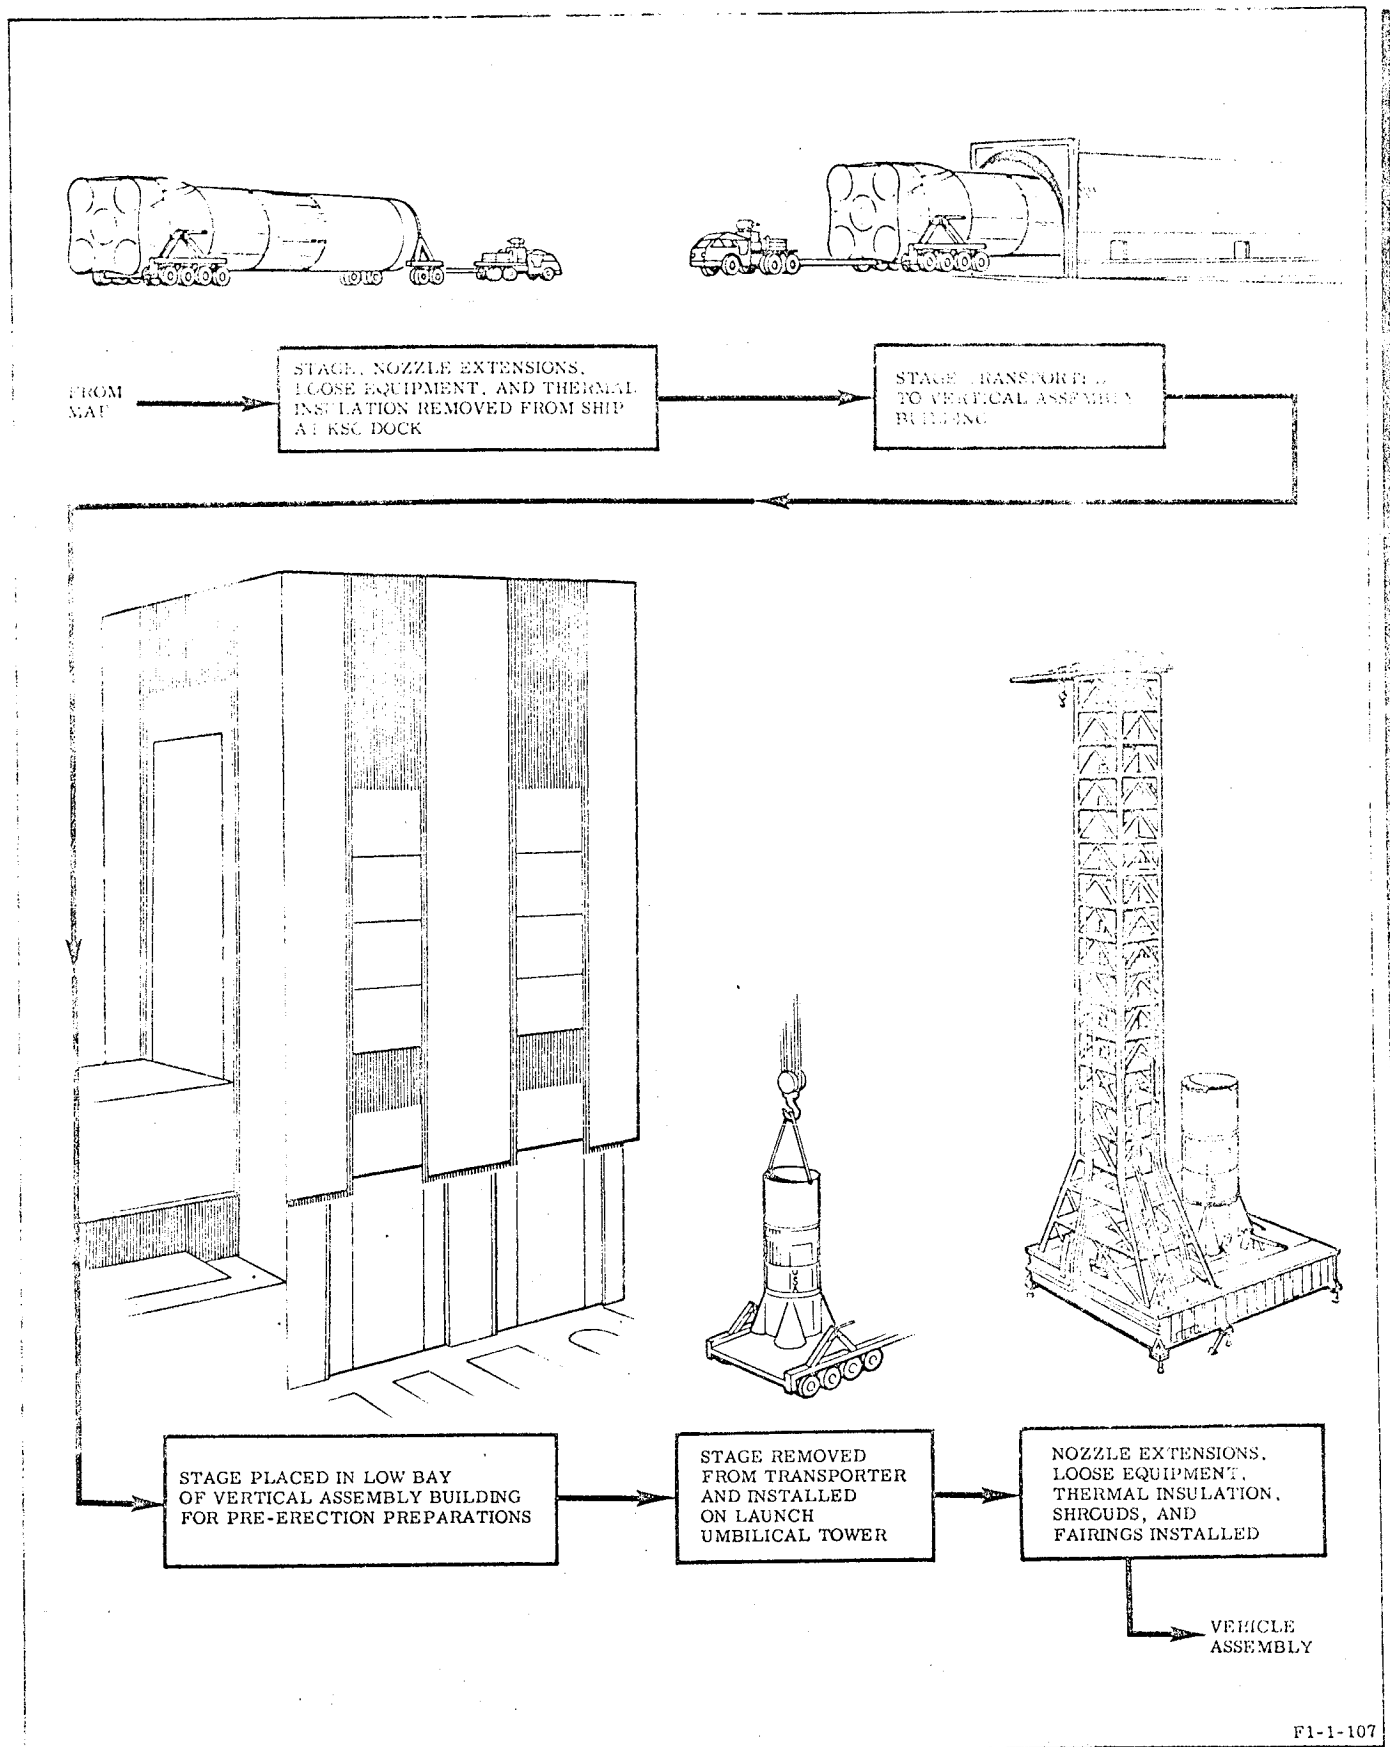 FROM
MAF
STAGE, NOZZLE EXTENSIONS,
LOOSE EQUIPMENT, AND THERMAL
INSULATION REMOVED FROM SHIP
AT KSC DOCK
STAGE TRANSPORTED
TO VERTICAL ASSEMBLY
BUILDING
STAGE PLACED IN LOW BAY
OF VERTICAL ASSEMBLY BUILDING
FOR PRE-ERECTION PREPARATIONS
STAGE REMOVED
FROM TRANSPORTER
AND INSTALLED
ON LAUNCH
UMBILICAL TOWER
NOZZLE EXTENSIONS,
LOOSE EQUIPMENT,
THERMAL INSULATION,
SHROUDS, AND
FAIRINGS INSTALLED
VEHICLE
ASSEMBLY
F1-1-107